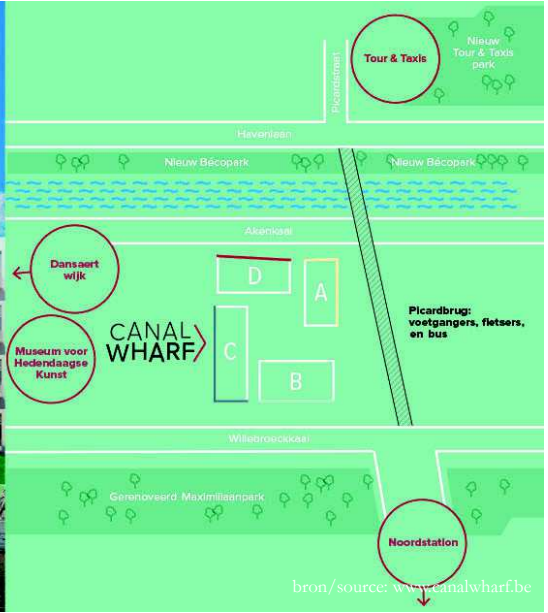 Tour & Taxis
Nieuw
Tour & Taxis
park
Picardstraat
Havenlaan
Nieuw Bécopark
Nieuw Bécopark
Akenkaai
Dansaert
wijk
D
A
Picardbrug:
voetgangers, fietsers,
en bus
CANAL
WHARF
C
Museum voor
Hedendaagse
Kunst
B
Willebroeckkaai
Gerenoveerd Maximiliaanpark
Noordstation
bron/source: www.canalwharf.be